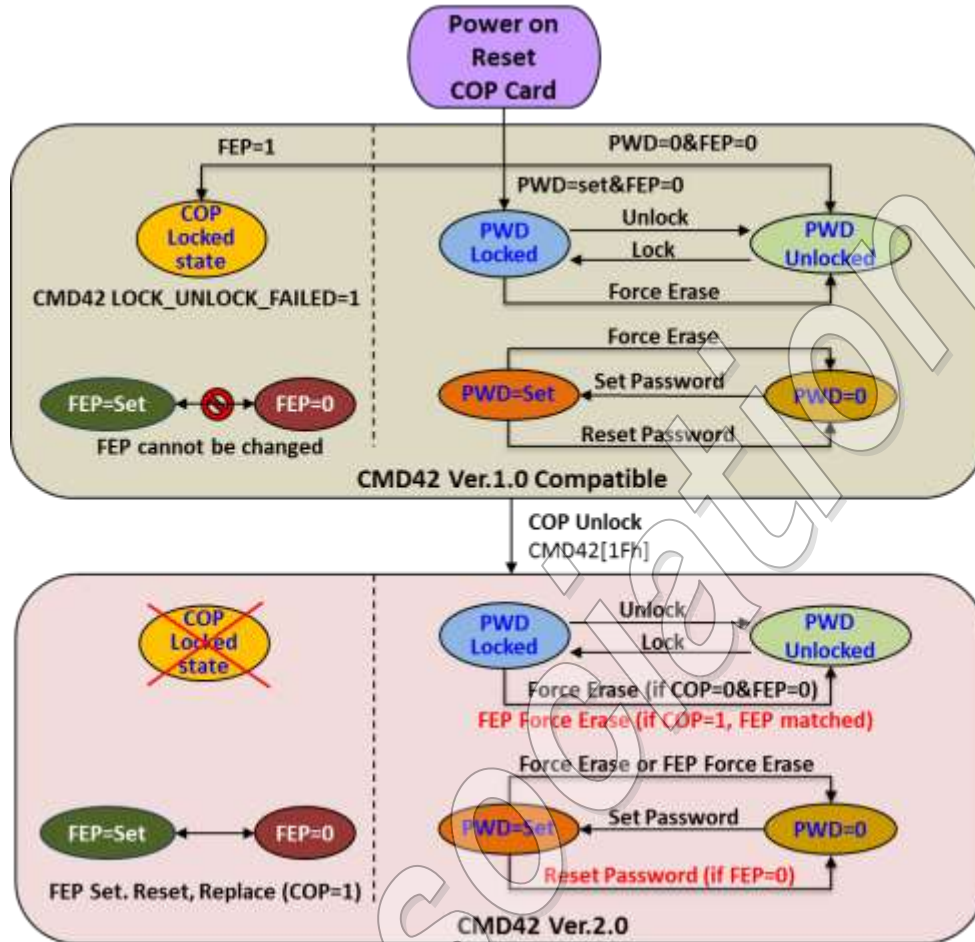 Power on
Reset
COP Card
FEP=1
PWD=0&FEP=0
PWD=set&FEP=0
COP
Locked
state
PWD
Locked
Unlock
Lock
PWD
Unlocked
CMD42 LOCK_UNLOCK_FAILED=1
Force Erase
Force Erase
FEP=Set
FEP=0
PWD=Set
Set Password
PWD=0
FEP cannot be changed
Reset Password
CMD42 Ver.1.0 Compatible
COP Unlock
CMD42[1Fh]
COP
Locked
state
PWD
Locked
Unlock
Lock
PWD
Unlocked
Force Erase (if COP=0&FEP=0)
FEP Force Erase (if COP=1, FEP matched)
Force Erase or FEP Force Erase
FEP=Set
FEP=0
PWD=Set
Set Password
PWD=0
FEP Set. Reset, Replace (COP=1)
Reset Password (if FEP=0)
CMD42 Ver.2.0
sociation